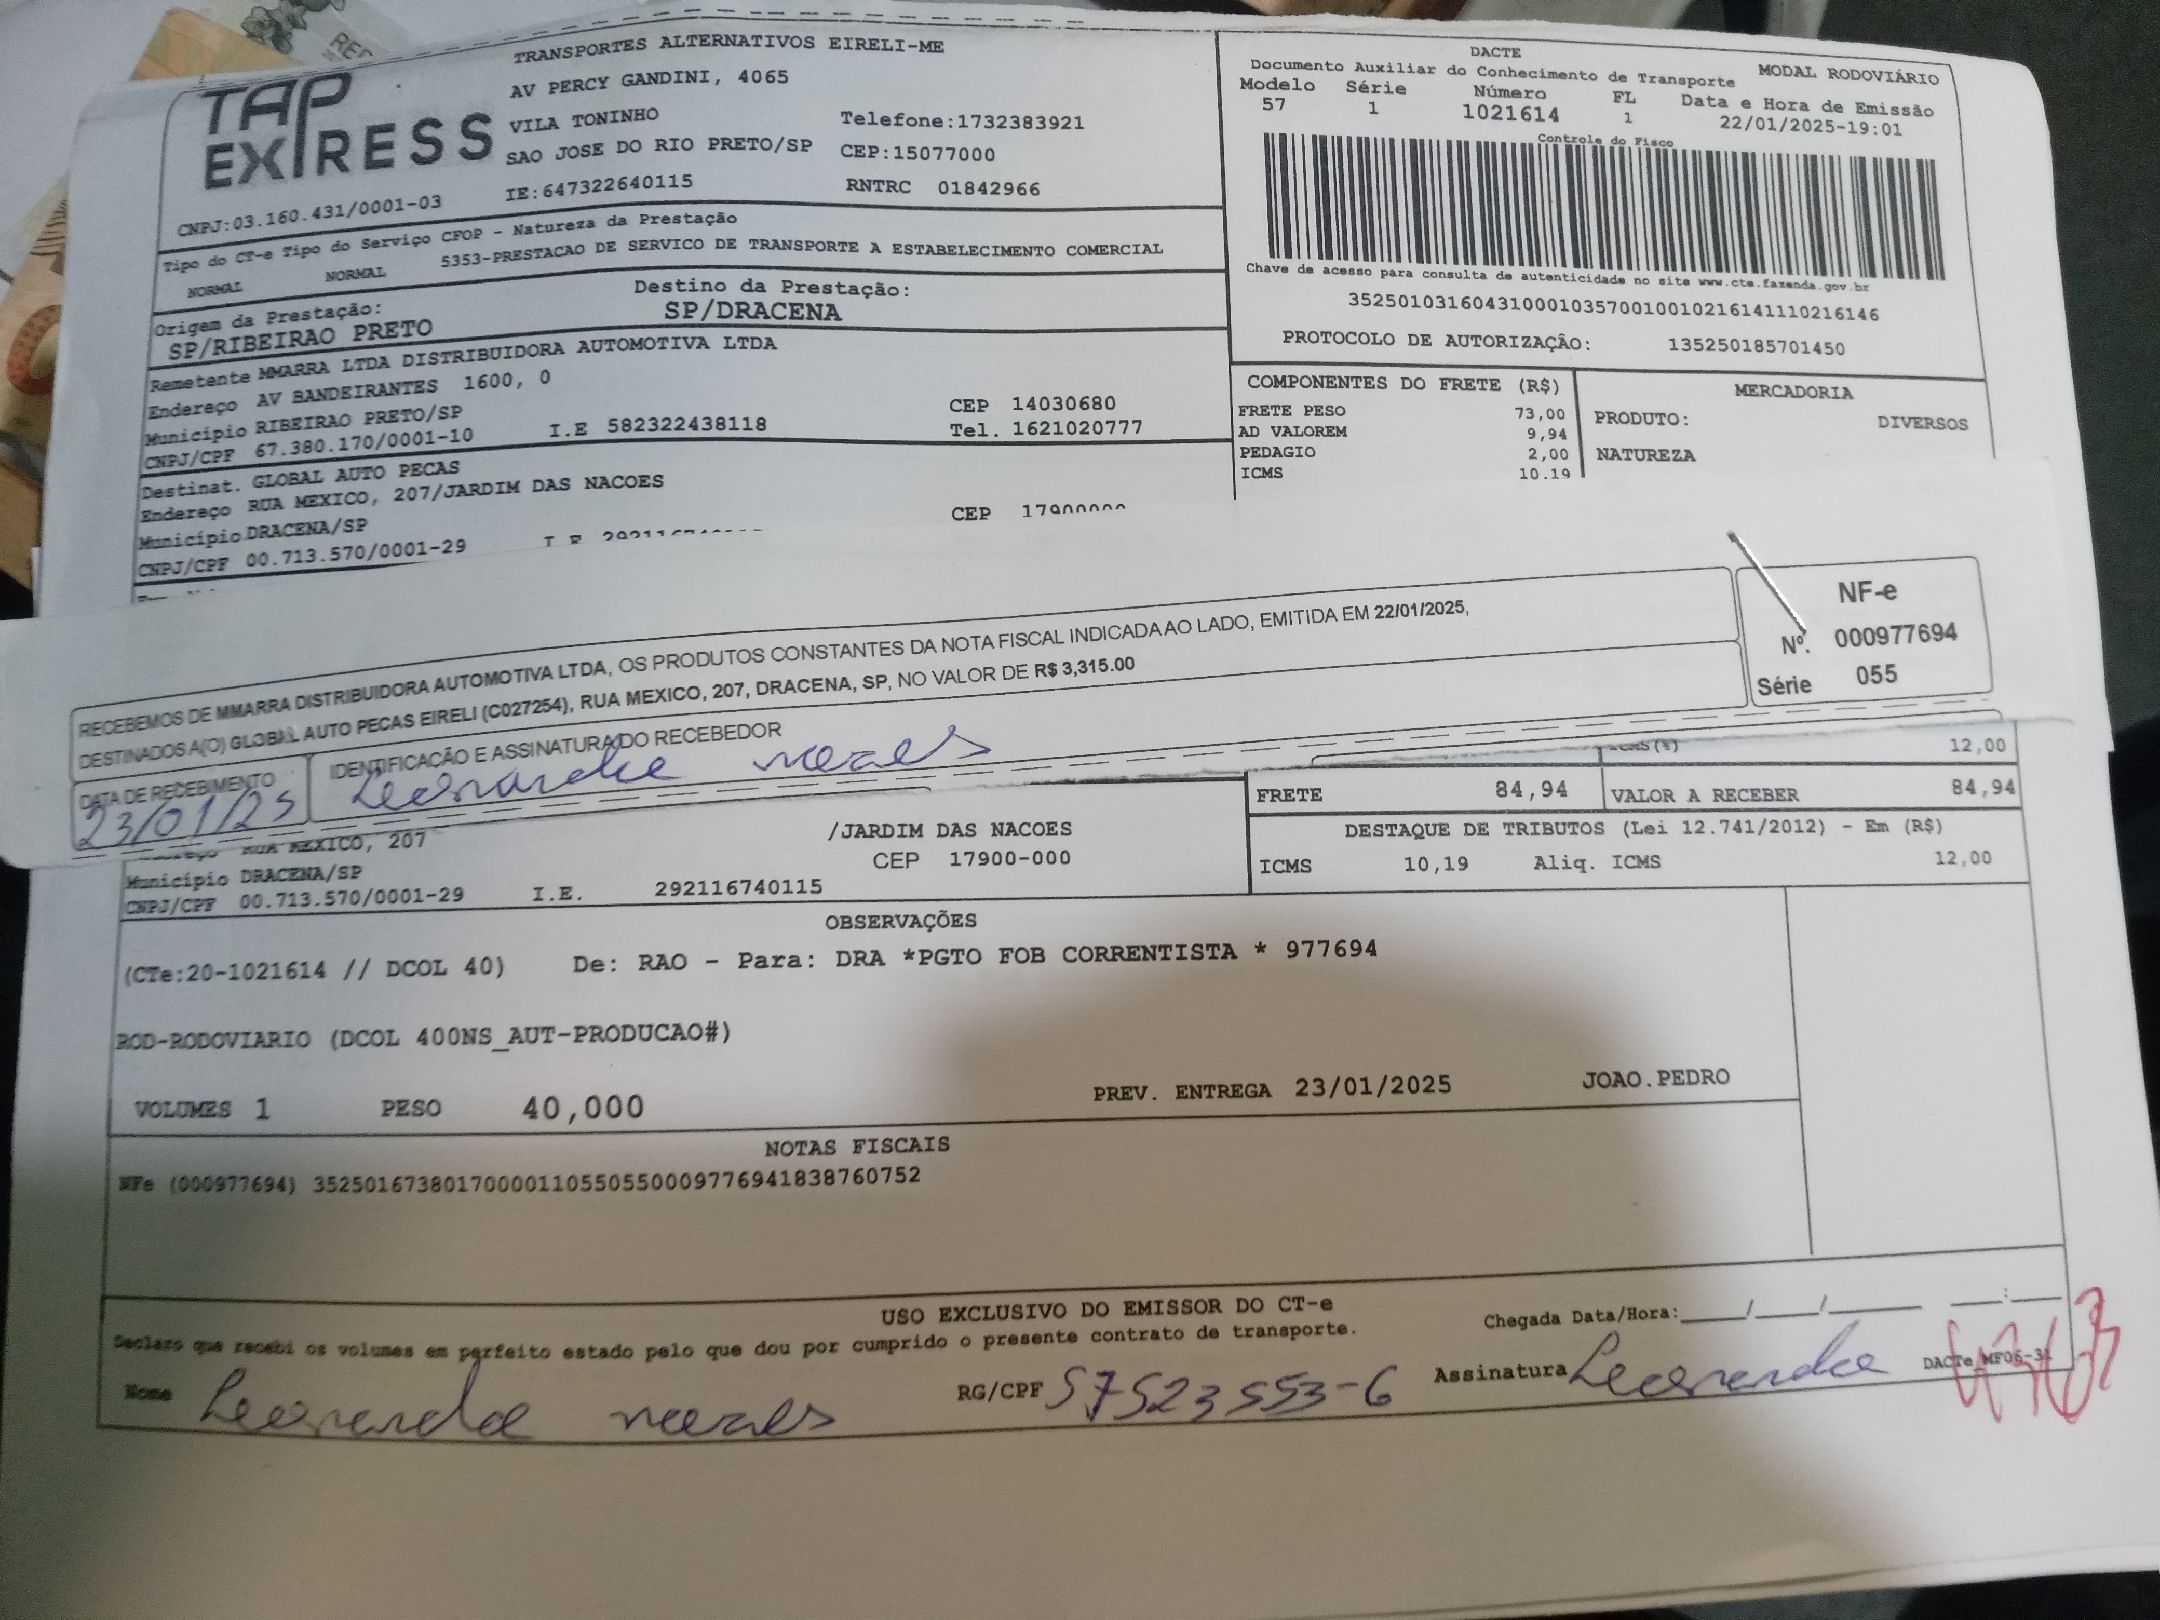 TAP EXPRESS
TRANSPORTES ALTERNATIVOS EIRELI-ME
AV PERCY GANDINI, 4065
VILA TONINHO
Telefone:1732383921
SAO JOSE DO RIO PRETO/SP CEP:15077000
CNPJ:03.160.431/0001-03 IE:647322640115 RNTRC 01842966
Tipo do CT-e Tipo do Serviço CFOP - Natureza da Prestação
NORMAL NORMAL 5353-PRESTACAO DE SERVICO DE TRANSPORTE A ESTABELECIMENTO COMERCIAL
Origem da Prestação: Destino da Prestação:
SP/RIBEIRAO PRETO SP/DRACENA
Remetente MMARRA LTDA DISTRIBUIDORA AUTOMOTIVA LTDA
Endereço AV BANDEIRANTES 1600, 0
Município RIBEIRAO PRETO/SP CEP 14030680
CNPJ/CPF 67.380.170/0001-10 I.E 582322438118 Tel. 1621020777
Destinat. GLOBAL AUTO PECAS
Endereço RUA MEXICO, 207/JARDIM DAS NACOES
Município DRACENA/SP CEP 17900000
CNPJ/CPF 00.713.570/0001-29
DACTE
Documento Auxiliar do Conhecimento de Transporte MODAL RODOVIÁRIO
Modelo Série Número FL Data e Hora de Emissão
57 1 1021614 1 22/01/2025-19:01
Controle do Fisco
Chave de acesso para consulta de autenticidade no site www.cte.fazenda.gov.br
35250103160431000103570010010216141110216146
PROTOCOLO DE AUTORIZAÇÃO: 135250185701450
COMPONENTES DO FRETE (R$) MERCADORIA
FRETE PESO 73,00 PRODUTO: DIVERSOS
AD VALOREM 9,94
PEDAGIO 2,00 NATUREZA
ICMS 10.19
RECEBEMOS DE MMARRA DISTRIBUIDORA AUTOMOTIVA LTDA, OS PRODUTOS CONSTANTES DA NOTA FISCAL INDICADA AO LADO, EMITIDA EM 22/01/2025,
DESTINADOS A(O) GLOBAL AUTO PECAS EIRELI (C027254), RUA MEXICO, 207, DRACENA, SP, NO VALOR DE R$ 3,315.00
DATA DE RECEBIMENTO IDENTIFICAÇÃO E ASSINATURA DO RECEBEDOR
23/01/25
NF-e
Nº. 000977694
Série 055
ICMS(%) 12,00
FRETE 84,94 VALOR A RECEBER 84,94
DESTAQUE DE TRIBUTOS (Lei 12.741/2012) - Em (R$)
ICMS 10,19 Aliq. ICMS 12,00
RUA MEXICO, 207 /JARDIM DAS NACOES
Município DRACENA/SP CEP 17900-000
CNPJ/CPF 00.713.570/0001-29 I.E. 292116740115
OBSERVAÇÕES
(CTe:20-1021614 // DCOL 40) De: RAO - Para: DRA *PGTO FOB CORRENTISTA * 977694
ROD-RODOVIARIO (DCOL 400NS_AUT-PRODUCAO#)
VOLUMES 1 PESO 40,000 PREV. ENTREGA 23/01/2025 JOAO.PEDRO
NOTAS FISCAIS
NFe (000977694) 35250167380170000110550550009776941838760752
USO EXCLUSIVO DO EMISSOR DO CT-e
Declaro que recebi os volumes em perfeito estado pelo que dou por cumprido o presente contrato de transporte.
Chegada Data/Hora:____/____/____ ___:___
Nome RG/CPF 57523553-6 Assinatura